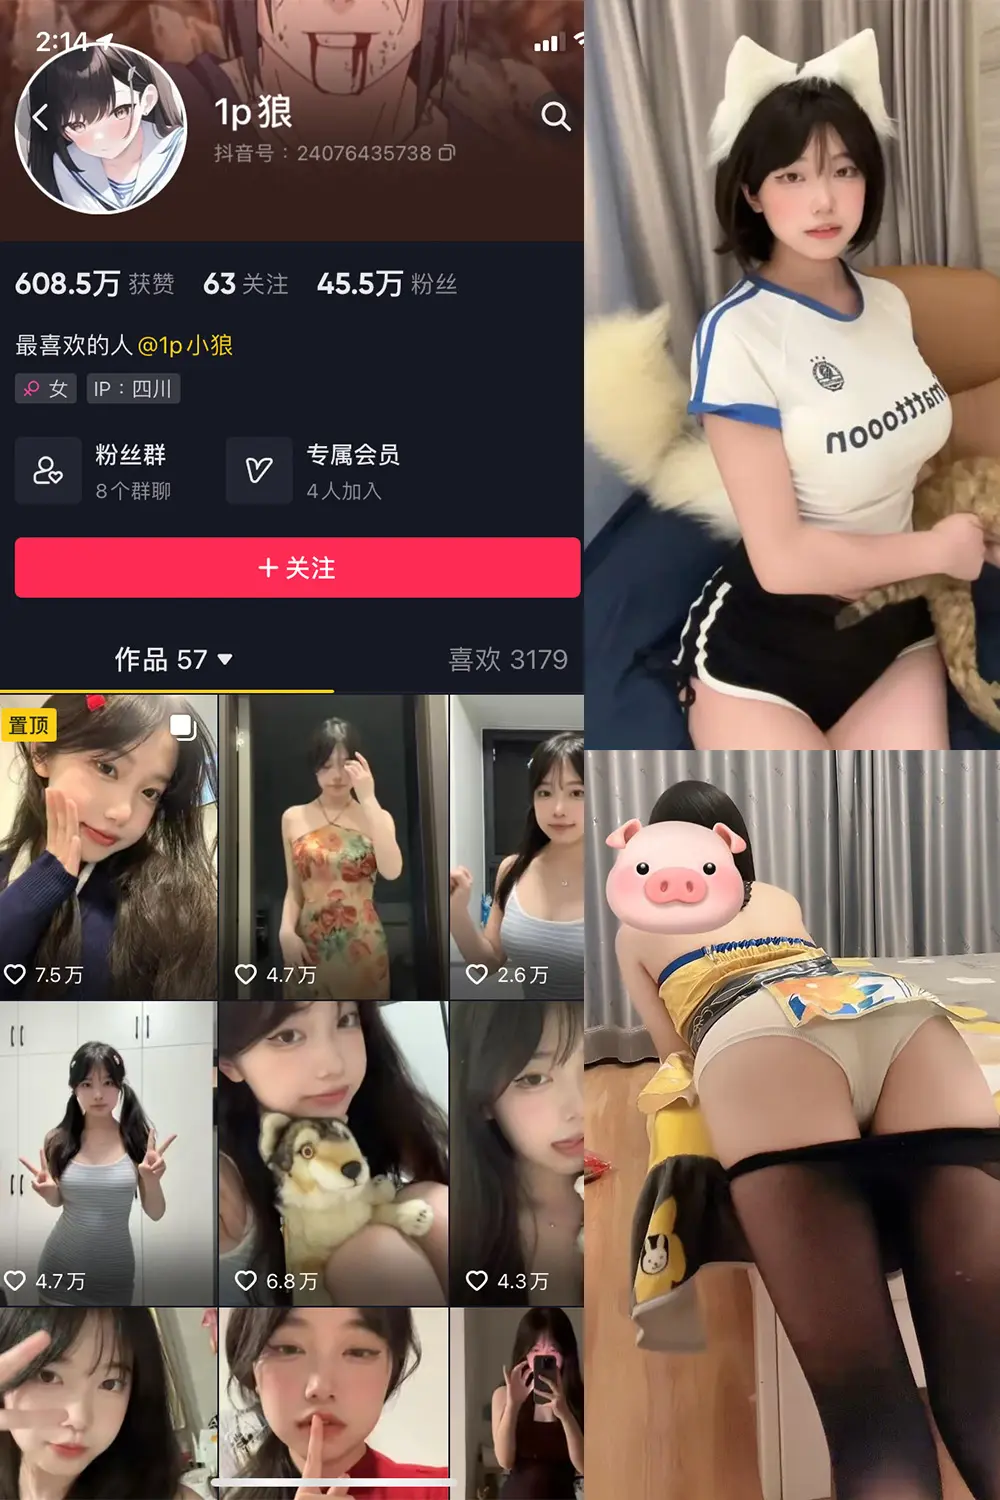 2:14
1p狼
抖音号：24076435738
608.5万 获赞 63 关注 45.5万 粉丝
最喜欢的人@1p小狼
女 IP：四川
粉丝群 专属会员
8个群聊 4人加入
+ 关注
作品 57 喜欢 3179
置顶
7.5万 4.7万 2.6万
4.7万 6.8万 4.3万